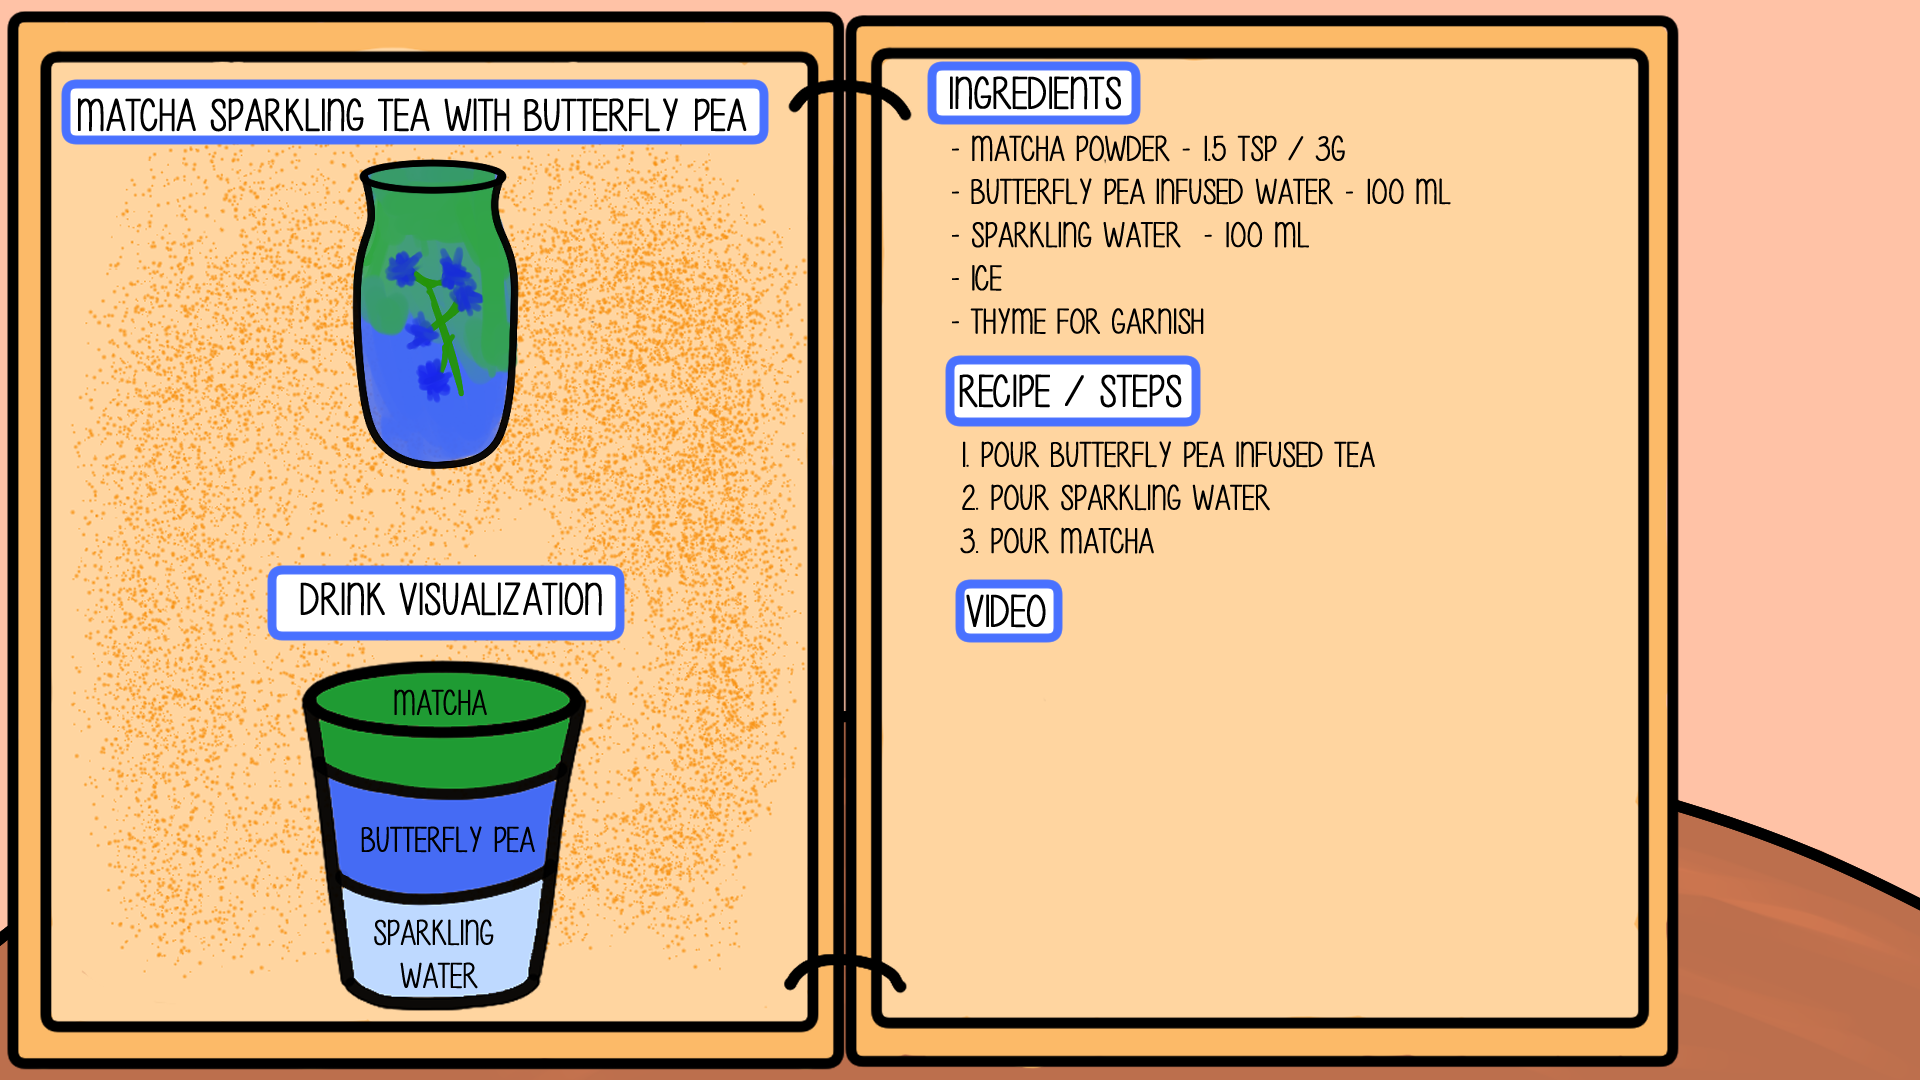 MATCHA SPARKLING TEA WITH BUTTERFLY PEA
DRINK VISUALIZATION
MATCHA
BUTTERFLY PEA
SPARKLING
WATER
INGREDIENTS
- MATCHA POWDER - 1.5 TSP / 3G
- BUTTERFLY PEA INFUSED WATER - 100 ML
- SPARKLING WATER - 100 ML
- ICE
- THYME FOR GARNISH
RECIPE / STEPS
1. POUR BUTTERFLY PEA INFUSED TEA
2. POUR SPARKLING WATER
3. POUR MATCHA
VIDEO